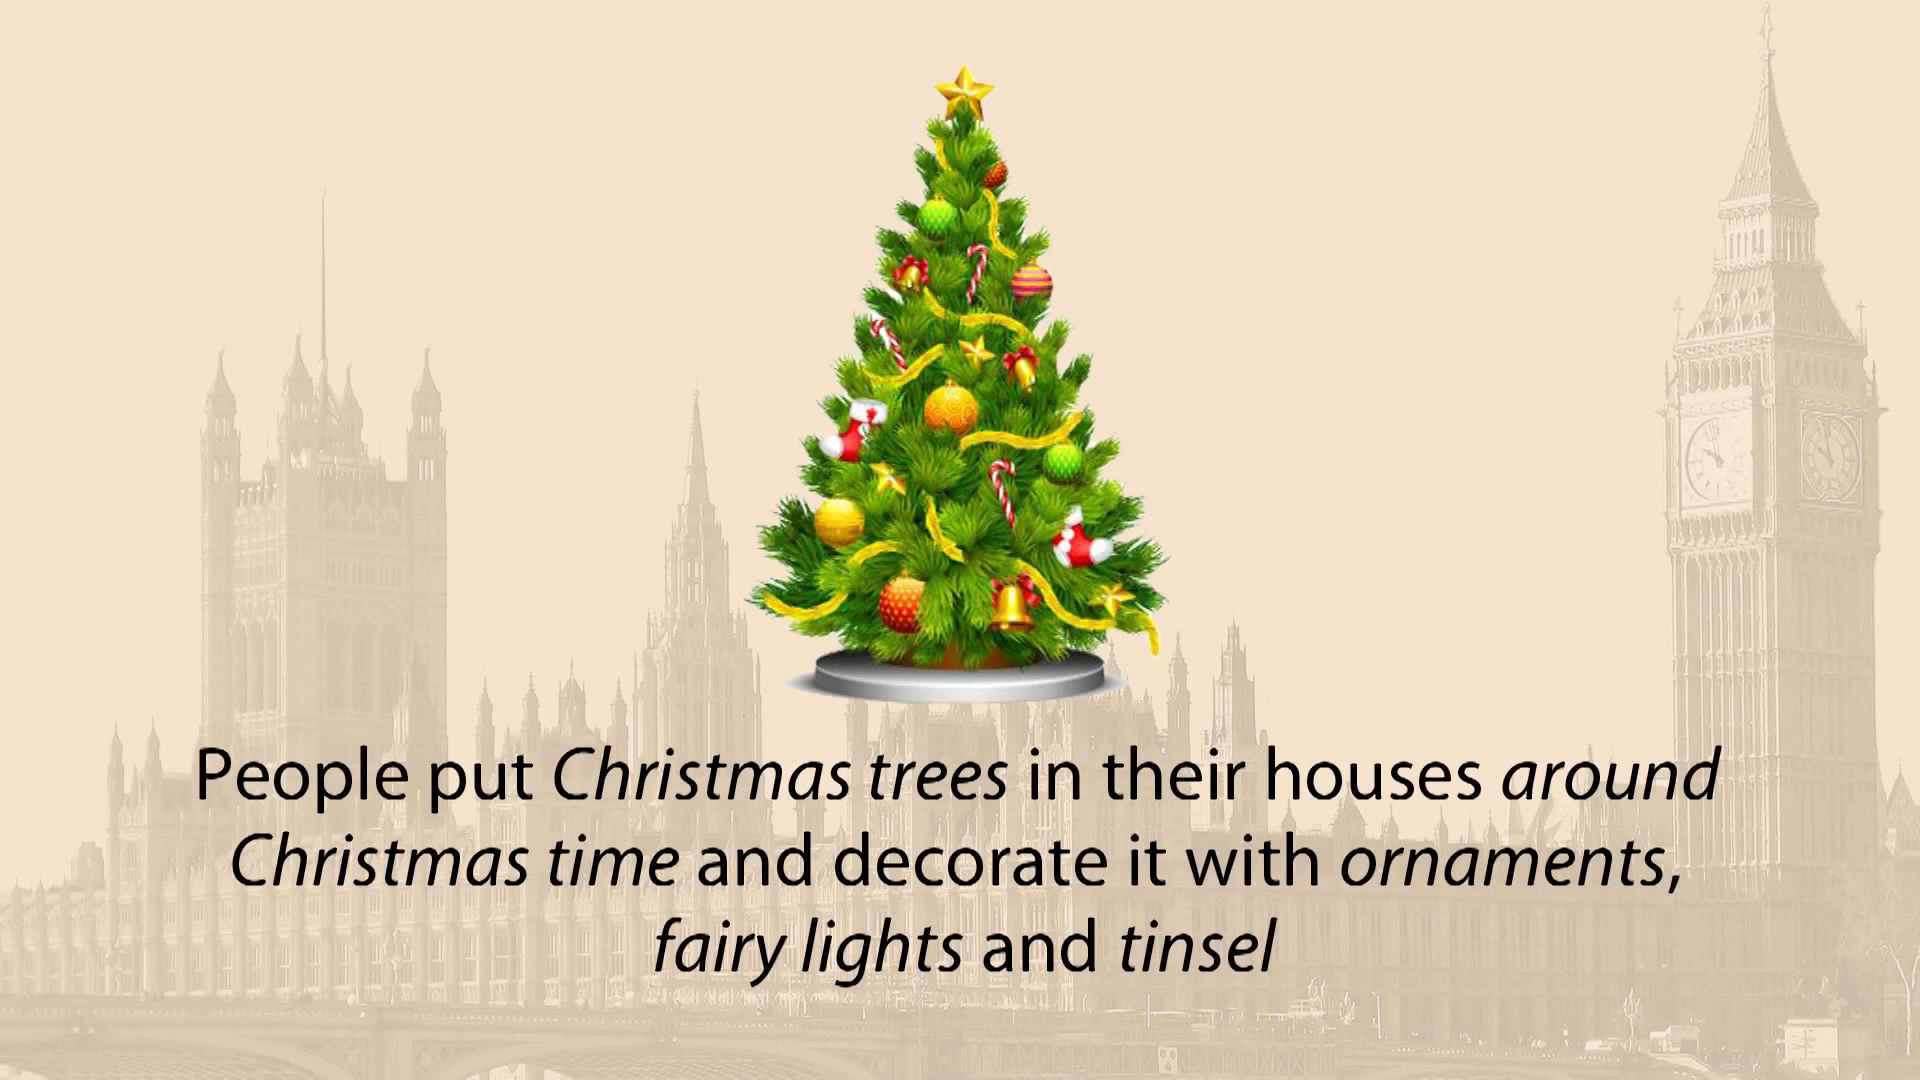 People put Christmas trees in their houses around
Christmas time and decorate it with ornaments,
fairy lights and tinsel